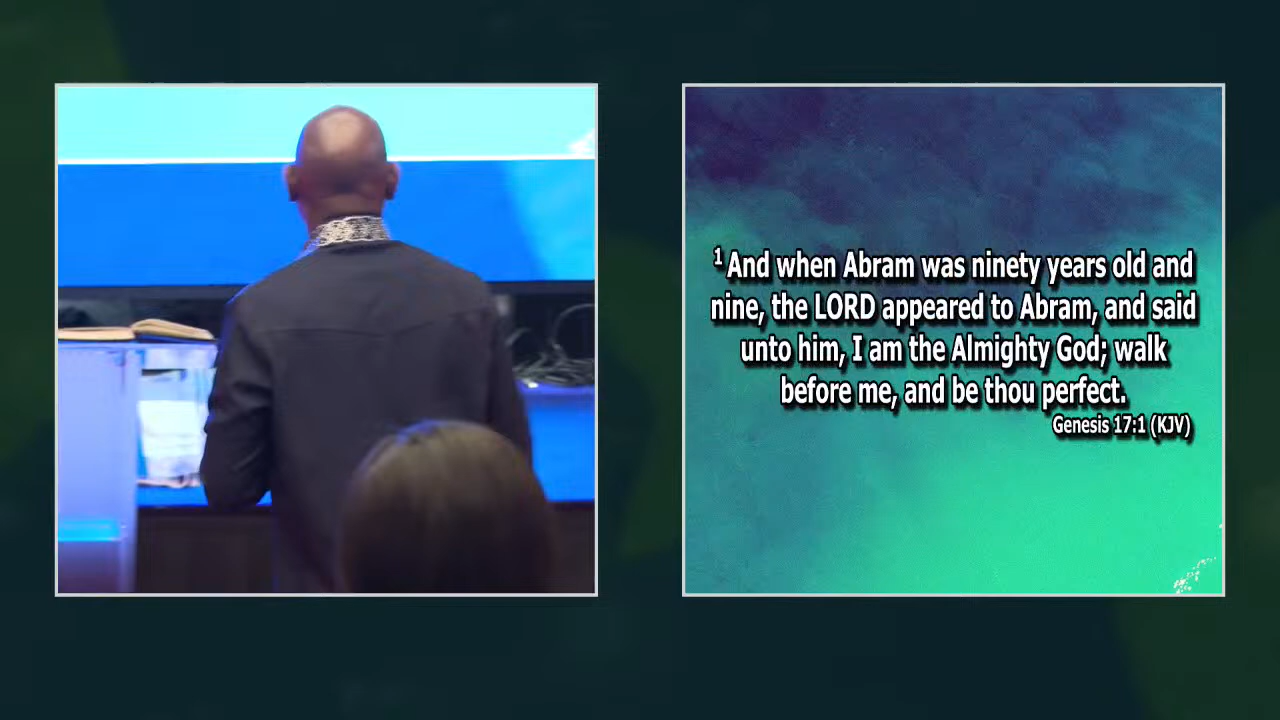 1 And when Abram was ninety years old and
nine, the LORD appeared to Abram, and said
unto him, I am the Almighty God; walk
before me, and be thou perfect.
Genesis 17:1 (KJV)